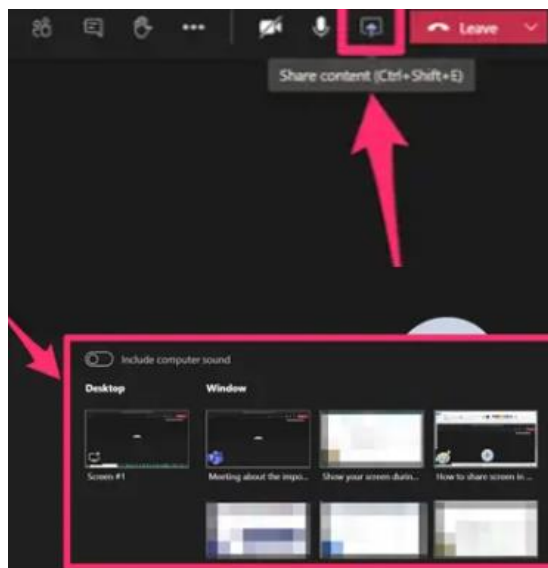 Leave
Share content (Ctrl+Shift+E)
Include computer sound
Desktop Window
Screen #1 Meeting about the impo... Show your screen durin... How to share screen in ...